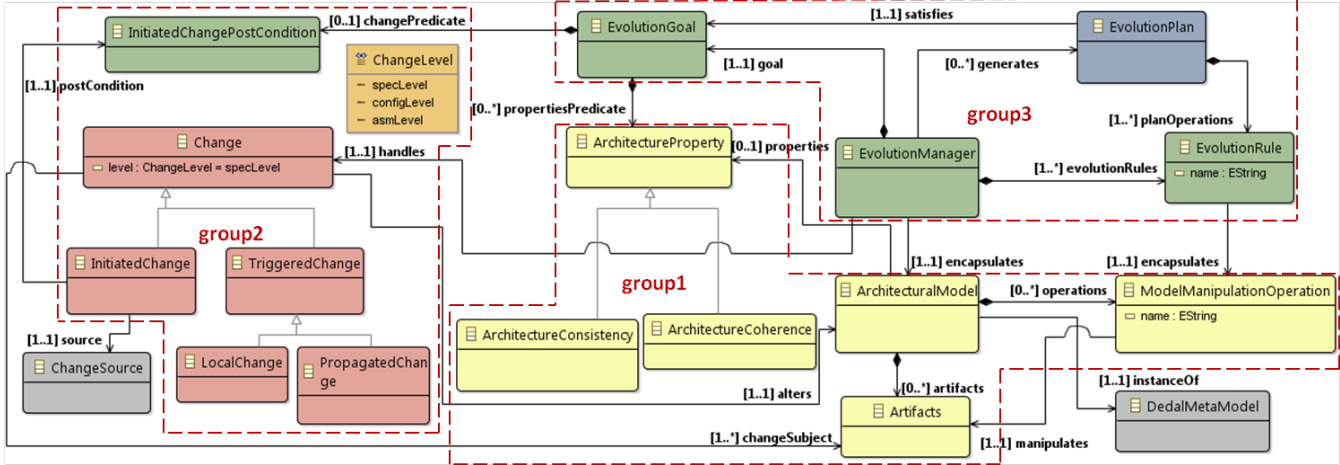 [0..1] changePredicate
EvolutionGoal
[1..1] satisfies
EvolutionPlan
InitiatedChangePostCondition
ChangeLevel
specLevel
configLevel
asmLevel
[1..1] goal
[0..*] generates
[1..1] postCondition
[0..*] propertiesPredicate
group3
[1..*] planOperations
Change
level : ChangeLevel = specLevel
[1..1] handles
ArchitectureProperty
[0..1] properties
EvolutionManager
EvolutionRule
name : EString
[1..*] evolutionRules
group2
InitiatedChange
TriggeredChange
group1
[1..1] encapsulates
[1..1] encapsulates
ArchitecturalModel
[0..*] operations
ModelManipulationOperation
name : EString
ArchitectureConsistency
ArchitectureCoherence
[1..1] source
ChangeSource
LocalChange
PropagatedChan
ge
[1..1] alters
[0..*] artifacts
[1..1] instanceOf
Artifacts
DedalMetaModel
[1..*] changeSubject
[1..1] manipulates